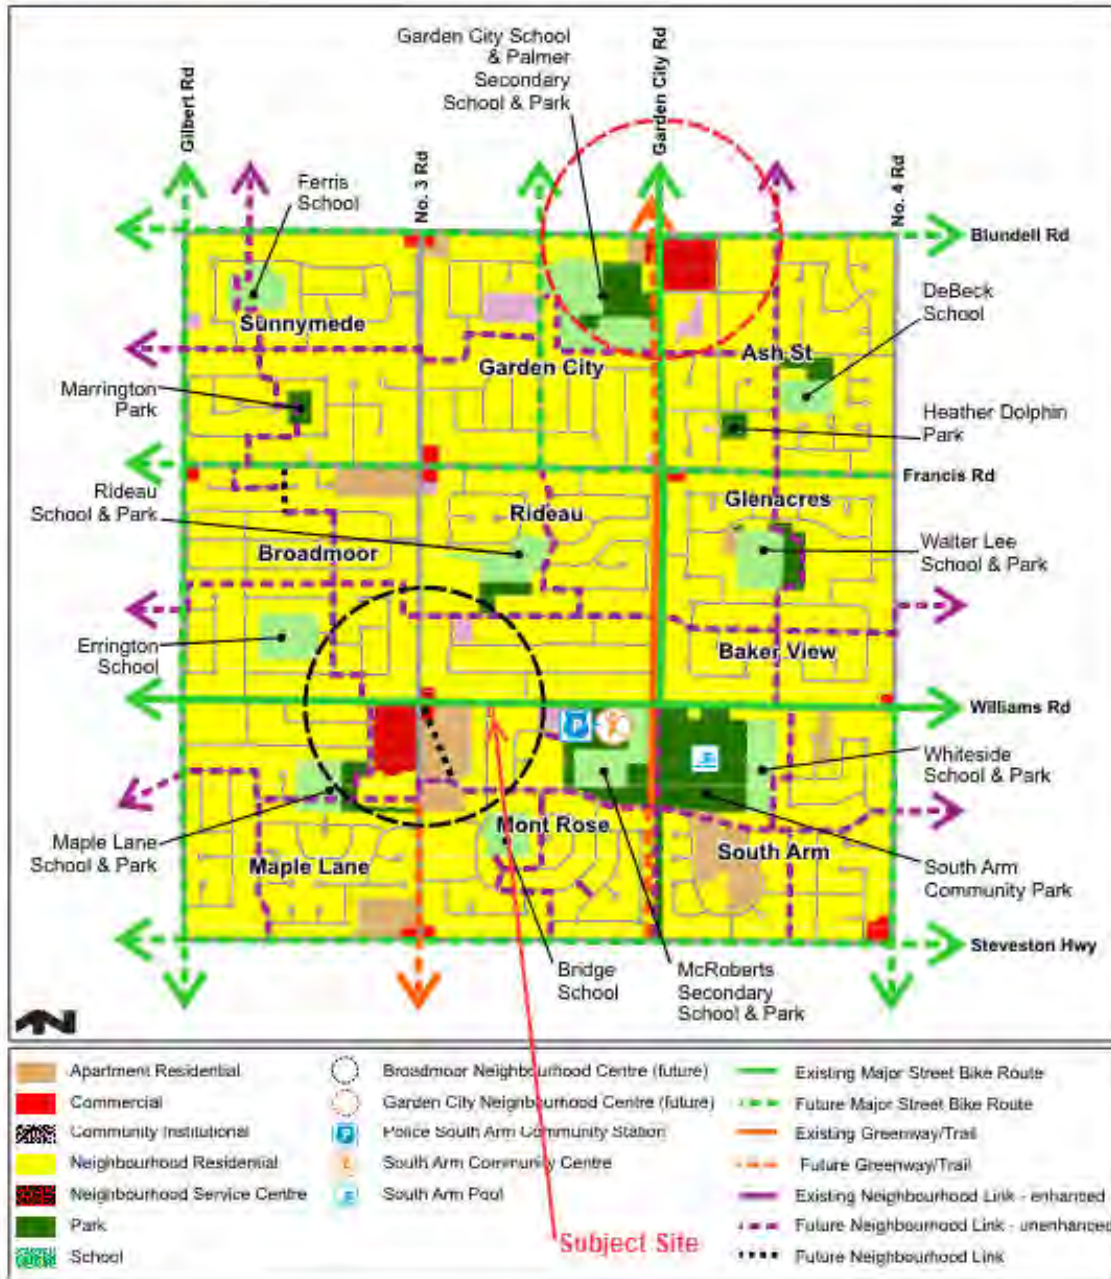 Garden City School
& Palmer
Secondary
School & Park
Gilbert Rd
No. 3 Rd
Garden City Rd
No. 4 Rd
Ferris
School
Blundell Rd
DeBeck
School
Sunnymede
Garden City
Ash St
Marrington
Park
Heather Dolphin
Park
Francis Rd
Rideau
School & Park
Rideau
Glenacres
Broadmoor
Walter Lee
School & Park
Errington
School
Baker View
Williams Rd
P
Whiteside
School & Park
Maple Lane
School & Park
Mont Rose
Maple Lane
South Arm
South Arm
Community Park
Steveston Hwy
Bridge
School
McRoberts
Secondary
School & Park
N
Apartment Residential
Commercial
Community Institutional
Neighbourhood Residential
Neighbourhood Service Centre
Park
School
Broadmoor Neighbourhood Centre (future)
Garden City Neighbourhood Centre (future)
P
Police South Arm Community Station
South Arm Community Centre
South Arm Pool
Subject Site
Existing Major Street Bike Route
Future Major Street Bike Route
Existing Greenway/Trail
Future Greenway/Trail
Existing Neighbourhood Link - enhanced
Future Neighbourhood Link - unenhanced
Future Neighbourhood Link